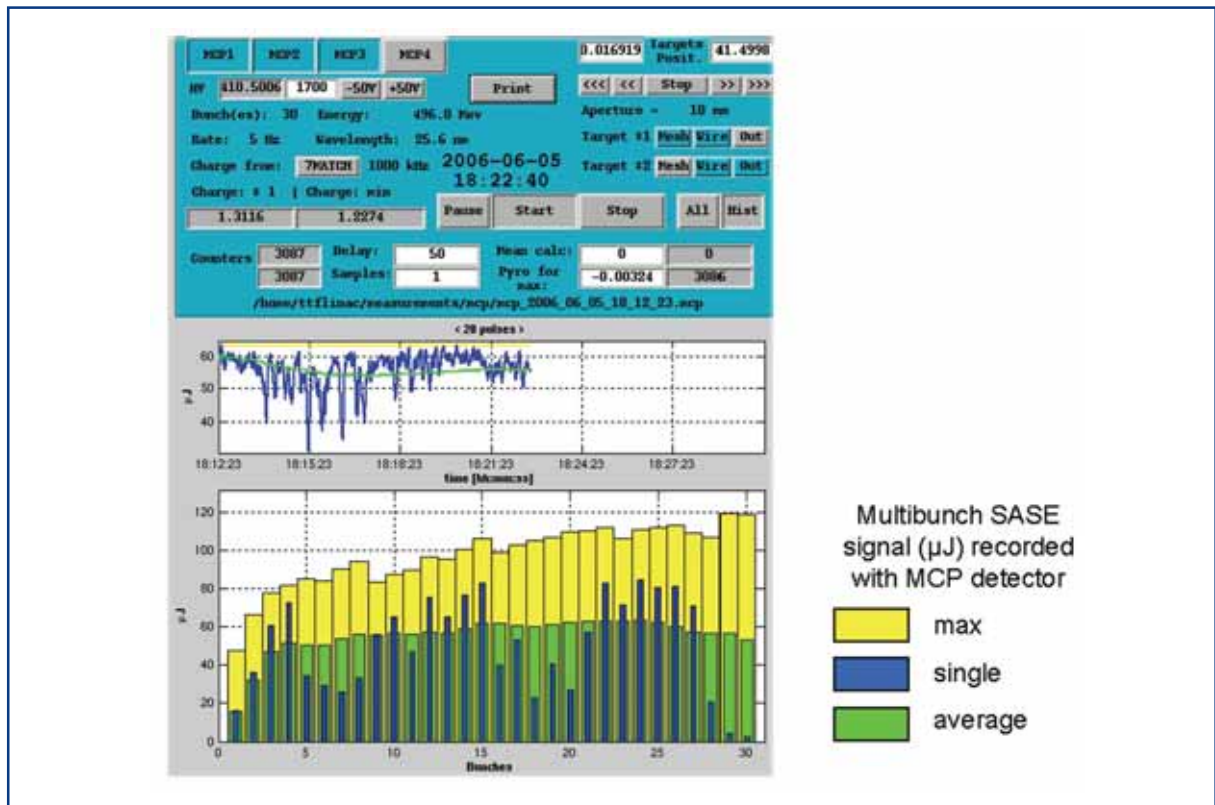 MCP1 MCP2 MCP3 MCP4
0.016919 Targets Posit. 41.4998
HV 410.5006 1700 -50V +50V Print
<<< << Stop >> >>>
Bunch(es): 30 Energy: 496.0 Mev
Aperture = 10 mm
Rate: 5 Hz Wavelength: 25.6 nm
Target #1 Mesh Wire Out
Charge from: 7MATCH 1000 kHz 2006-06-05
18:22:40
Target #2 Mesh Wire Out
Charge: # 1 | Charge: min
1.3116 1.2274 Pause Start Stop All Hist
Counters 3087 Delay: 50 Mean calc: 0 0
3087 Samples: 1 Pyro for max: -0.00324 3086
/home/ttflinac/measurements/mcp/mcp_2006_06_05_18_12_23.mcp
< 20 pulses >
60
50
40
µJ
18:12:23 18:15:23 18:18:23 18:21:23 18:24:23 18:27:23
time [hh:mm:ss]
120
100
80
60
40
20
0
µJ
0 5 10 15 20 25 30
Bunches
Multibunch SASE
signal (µJ) recorded
with MCP detector
max
single
average